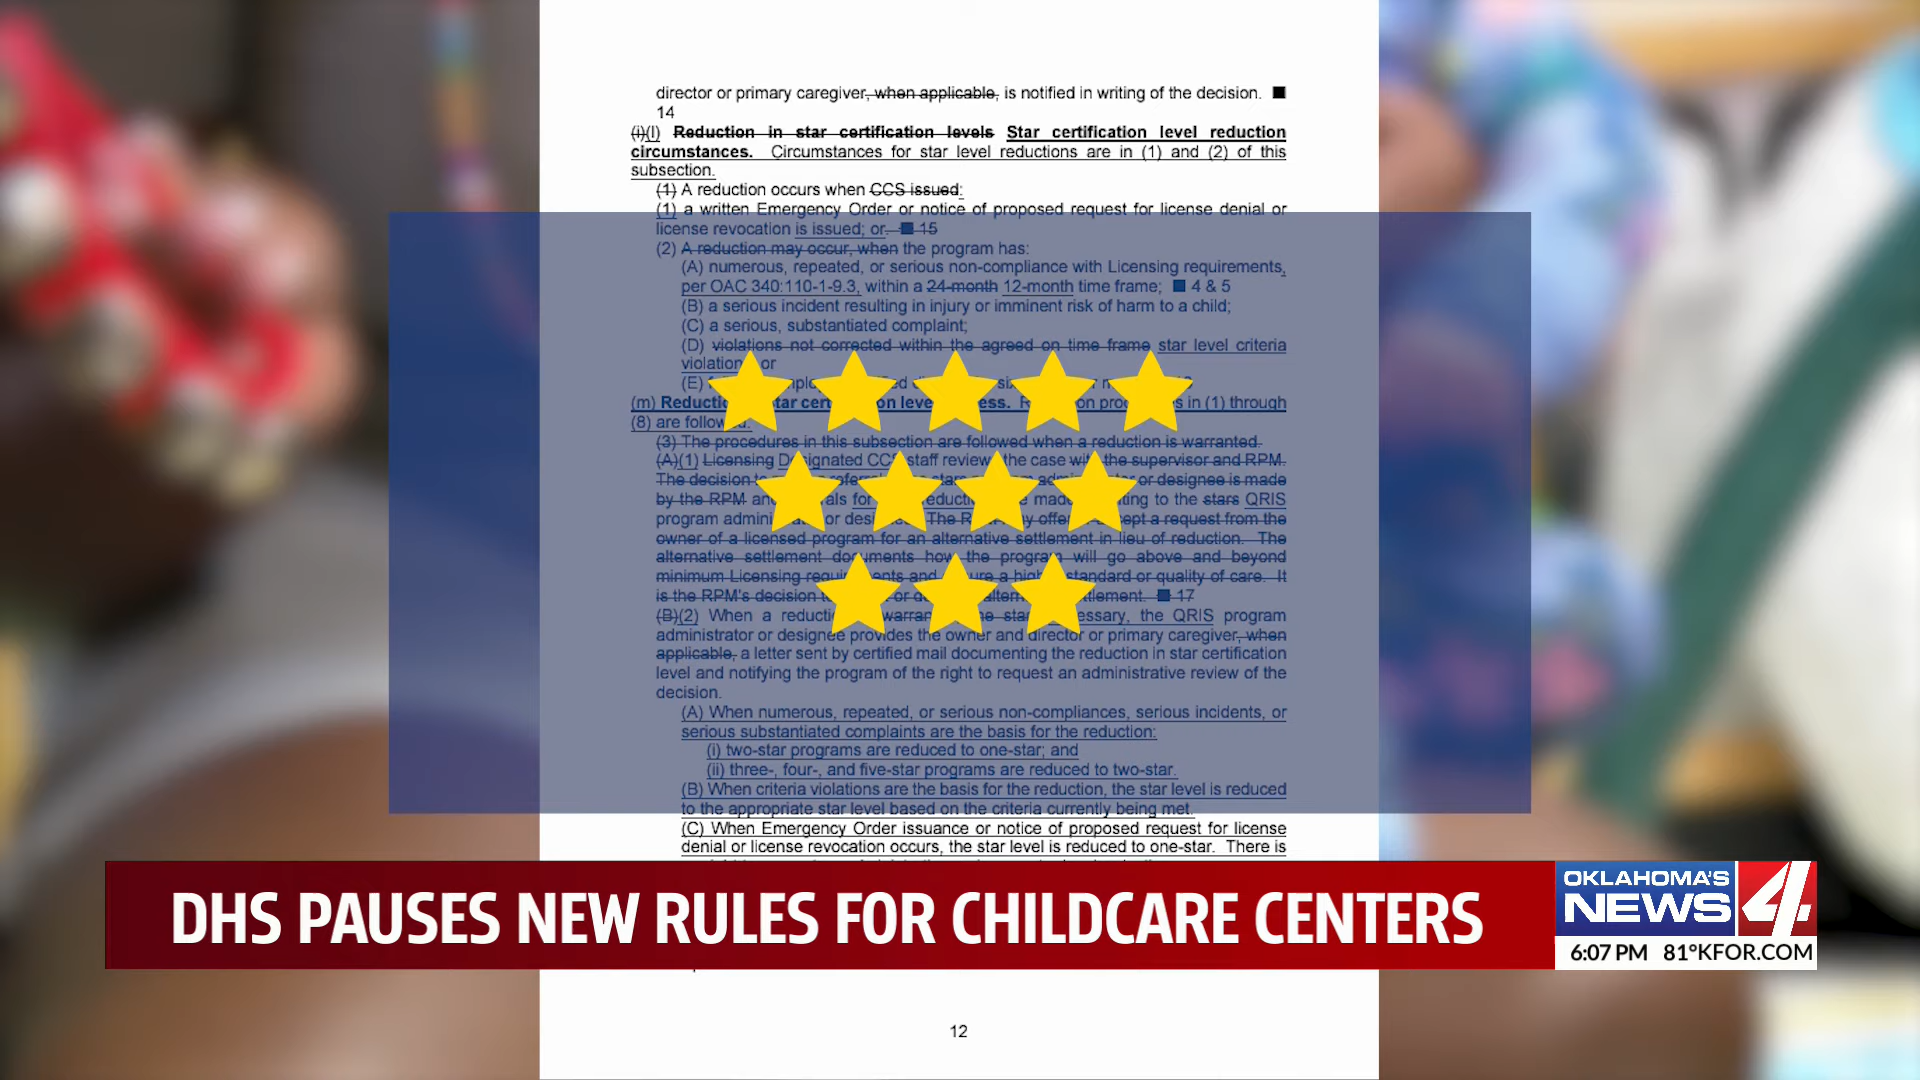 director or primary caregiver, when applicable, is notified in writing of the decision. ■
14
(i)(l) Reduction in star certification levels Star certification level reduction
circumstances. Circumstances for star level reductions are in (1) and (2) of this
subsection.
(1) A reduction occurs when CCS issued:
(1) a written Emergency Order or notice of proposed request for license denial or
license revocation is issued; or. ■ 15
(2) A reduction may occur, when the program has:
(A) numerous, repeated, or serious non-compliance with Licensing requirements,
per OAC 340:110-1-9.3, within a 24-month 12-month time frame; ■ 4 & 5
(B) a serious incident resulting in injury or imminent risk of harm to a child;
(C) a serious, substantiated complaint;
(D) violations not corrected within the agreed on time frame star level criteria
violation or
(E)
(m) are in (1) through
(8) are follow
(3) The procedures in this subsection are followed when a reduction is warranted.
(A)(1) Licensing Designated CCS staff review the case with the supervisor and RPM.
The decision to or designee is made
by the RPM and for made to the stars QRIS
program or The a request from the
owner of a licensed program for an alternative settlement in lieu of reduction. The
alternative settlement documents how the program will go above and beyond
minimum Licensing and a standard or quality of care. It
is the RPM's decision or ■ 17
(B)(2) When a the QRIS program
administrator or designee provides the owner and director or primary caregiver, when
applicable, a letter sent by certified mail documenting the reduction in star certification
level and notifying the program of the right to request an administrative review of the
decision.
(A) When numerous, repeated, or serious non-compliances, serious incidents, or
serious substantiated complaints are the basis for the reduction:
(i) two-star programs are reduced to one-star; and
(ii) three-, four-, and five-star programs are reduced to two-star.
(B) When criteria violations are the basis for the reduction, the star level is reduced
to the appropriate star level based on the criteria currently being met.
(C) When Emergency Order issuance or notice of proposed request for license
denial or license revocation occurs, the star level is reduced to one-star. There is
DHS PAUSES NEW RULES FOR CHILDCARE CENTERS
OKLAHOMA'S
NEWS 4
6:07 PM 81° KFOR.COM
12